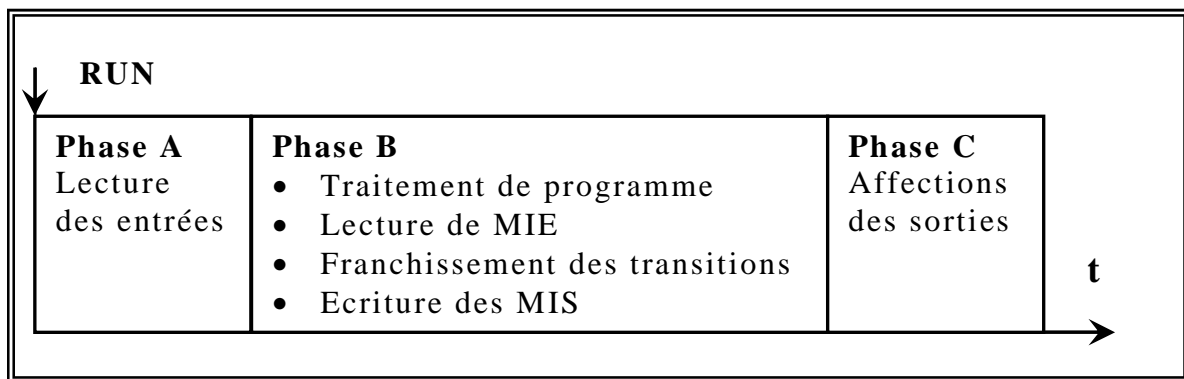 RUN
Phase A
Lecture
des entrées
Phase B
• Traitement de programme
• Lecture de MIE
• Franchissement des transitions
• Ecriture des MIS
Phase C
Affections
des sorties
t